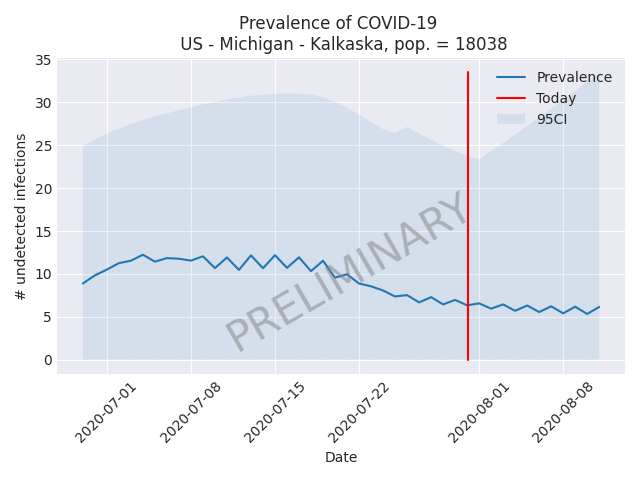 Prevalence of COVID-19
US - Michigan - Kalkaska, pop. = 18038
35
30
25
20
15
10
5
0
# undetected infections
Prevalence
Today
95CI
PRELIMINARY
2020-07-01
2020-07-08
2020-07-15
2020-07-22
2020-08-01
2020-08-08
Date